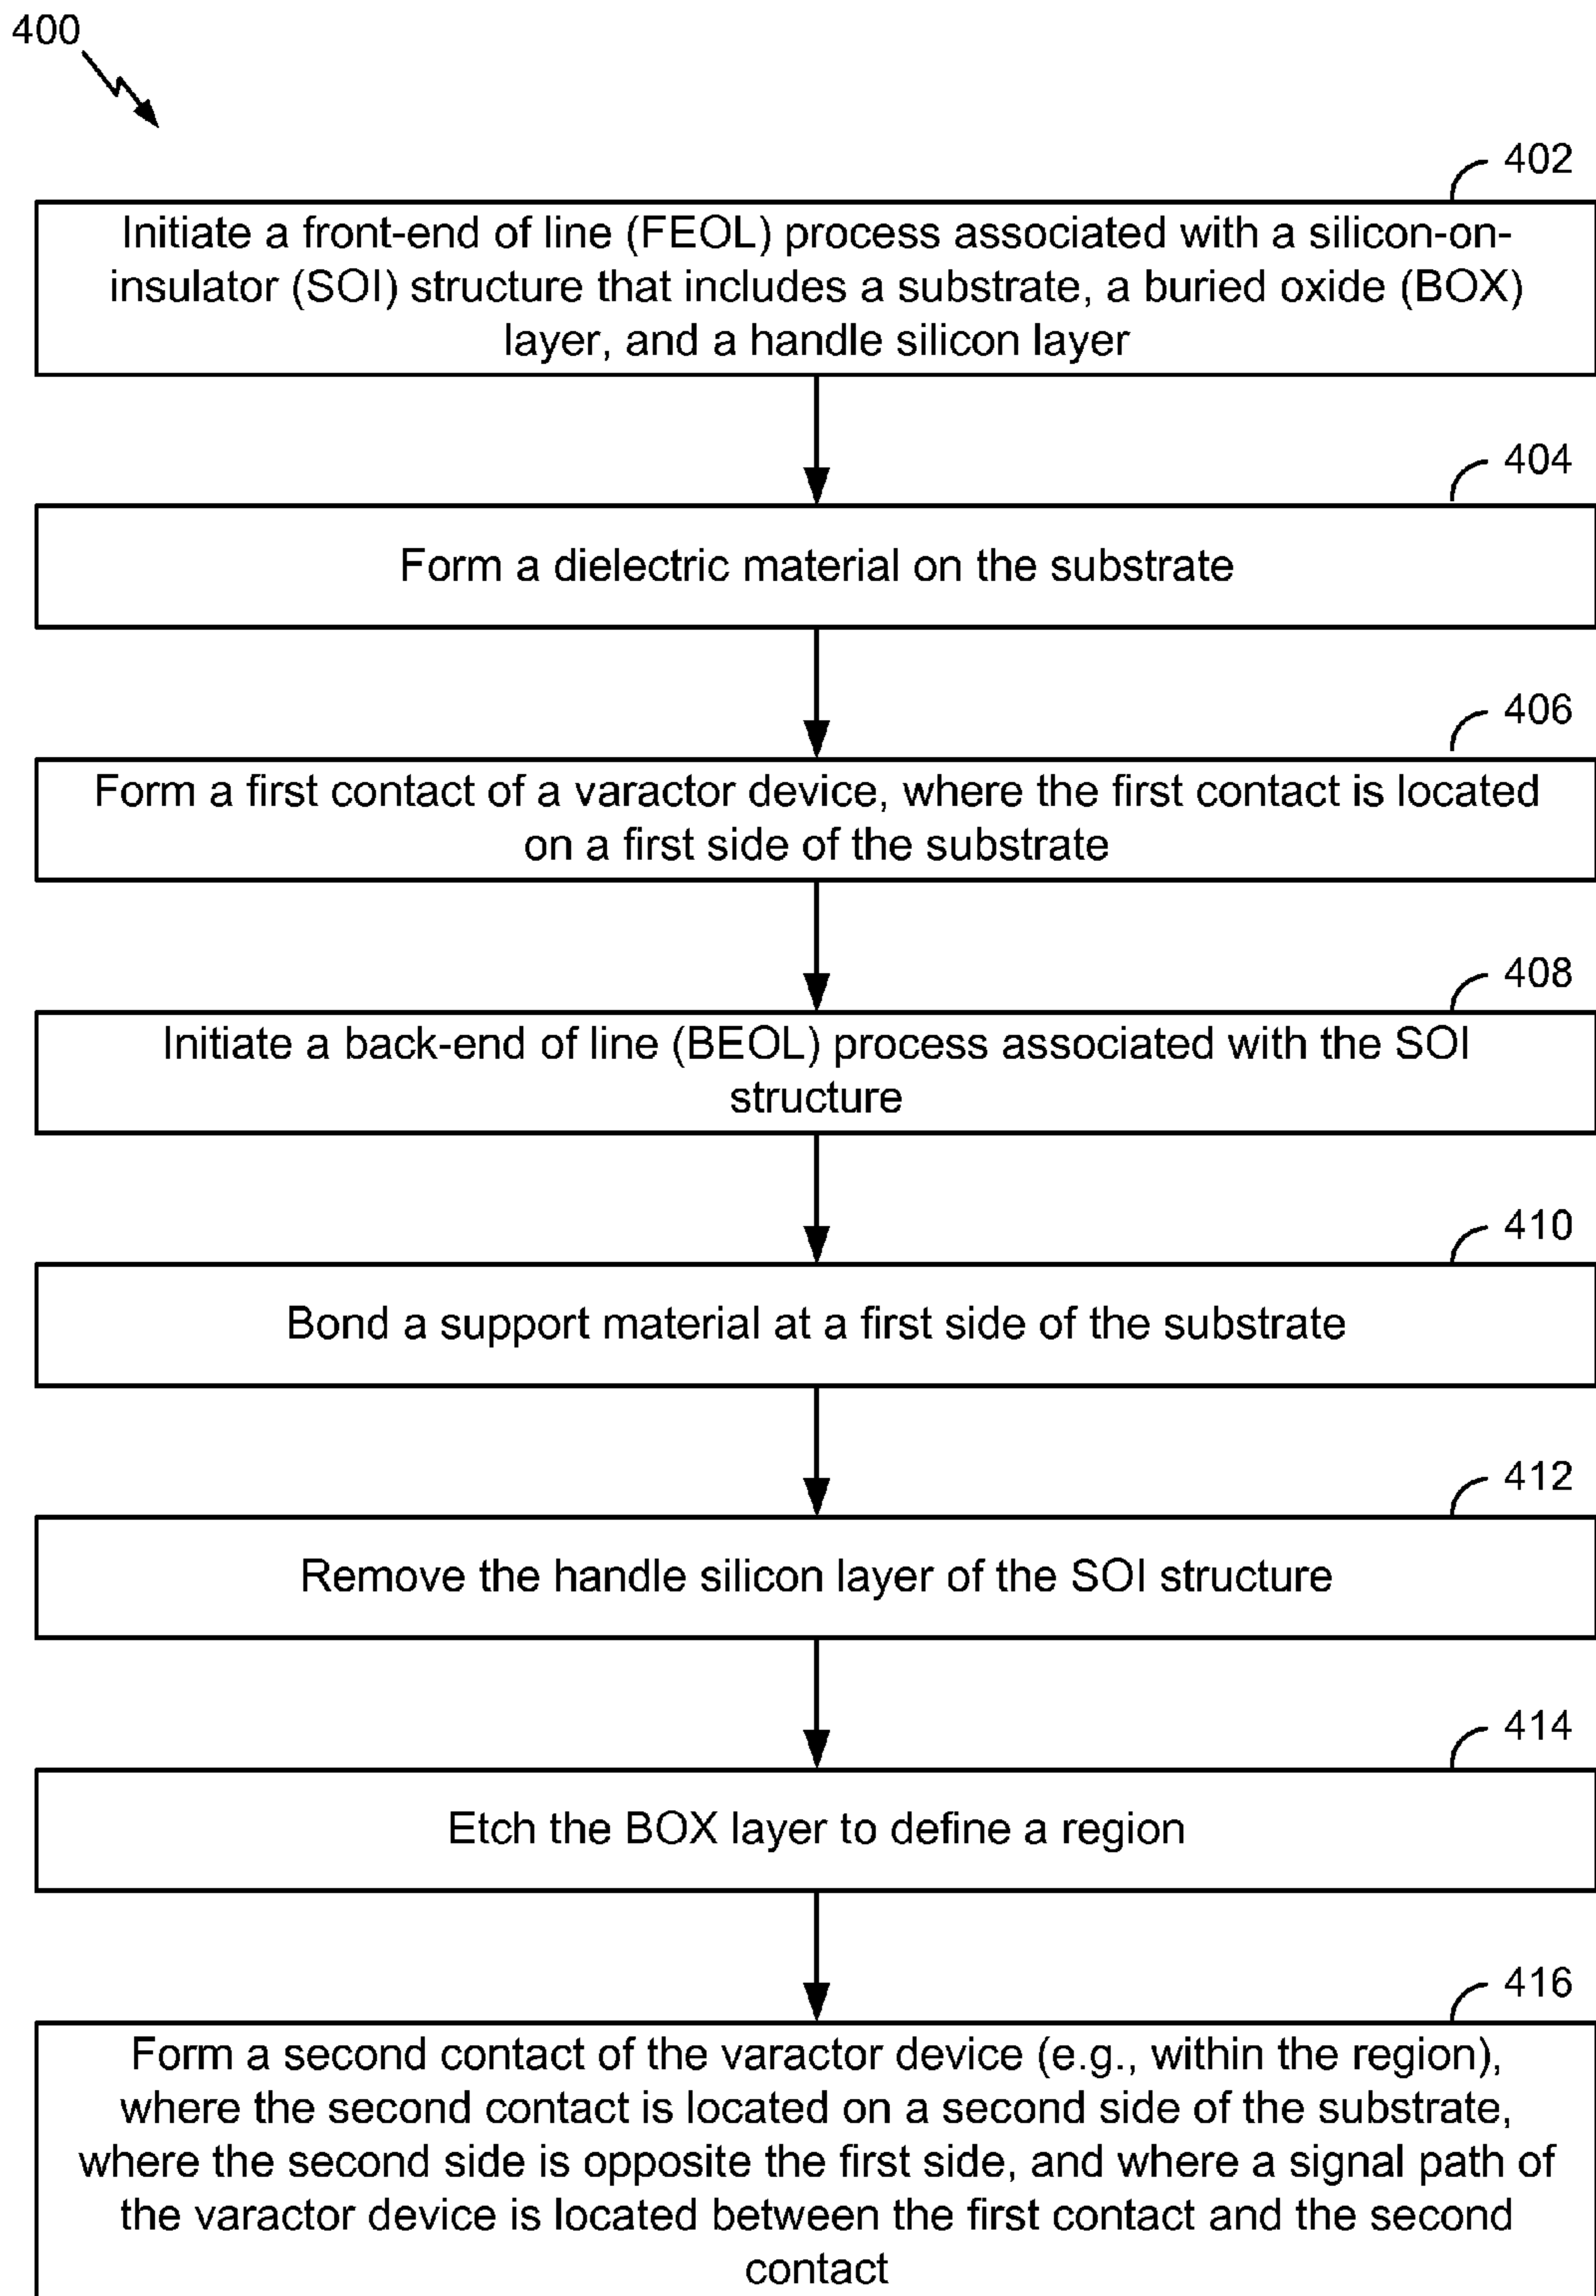 400
402
Initiate a front-end of line (FEOL) process associated with a silicon-on-
insulator (SOI) structure that includes a substrate, a buried oxide (BOX)
layer, and a handle silicon layer
404
Form a dielectric material on the substrate
406
Form a first contact of a varactor device, where the first contact is located
on a first side of the substrate
408
Initiate a back-end of line (BEOL) process associated with the SOI
structure
410
Bond a support material at a first side of the substrate
412
Remove the handle silicon layer of the SOI structure
414
Etch the BOX layer to define a region
416
Form a second contact of the varactor device (e.g., within the region),
where the second contact is located on a second side of the substrate,
where the second side is opposite the first side, and where a signal path of
the varactor device is located between the first contact and the second
contact